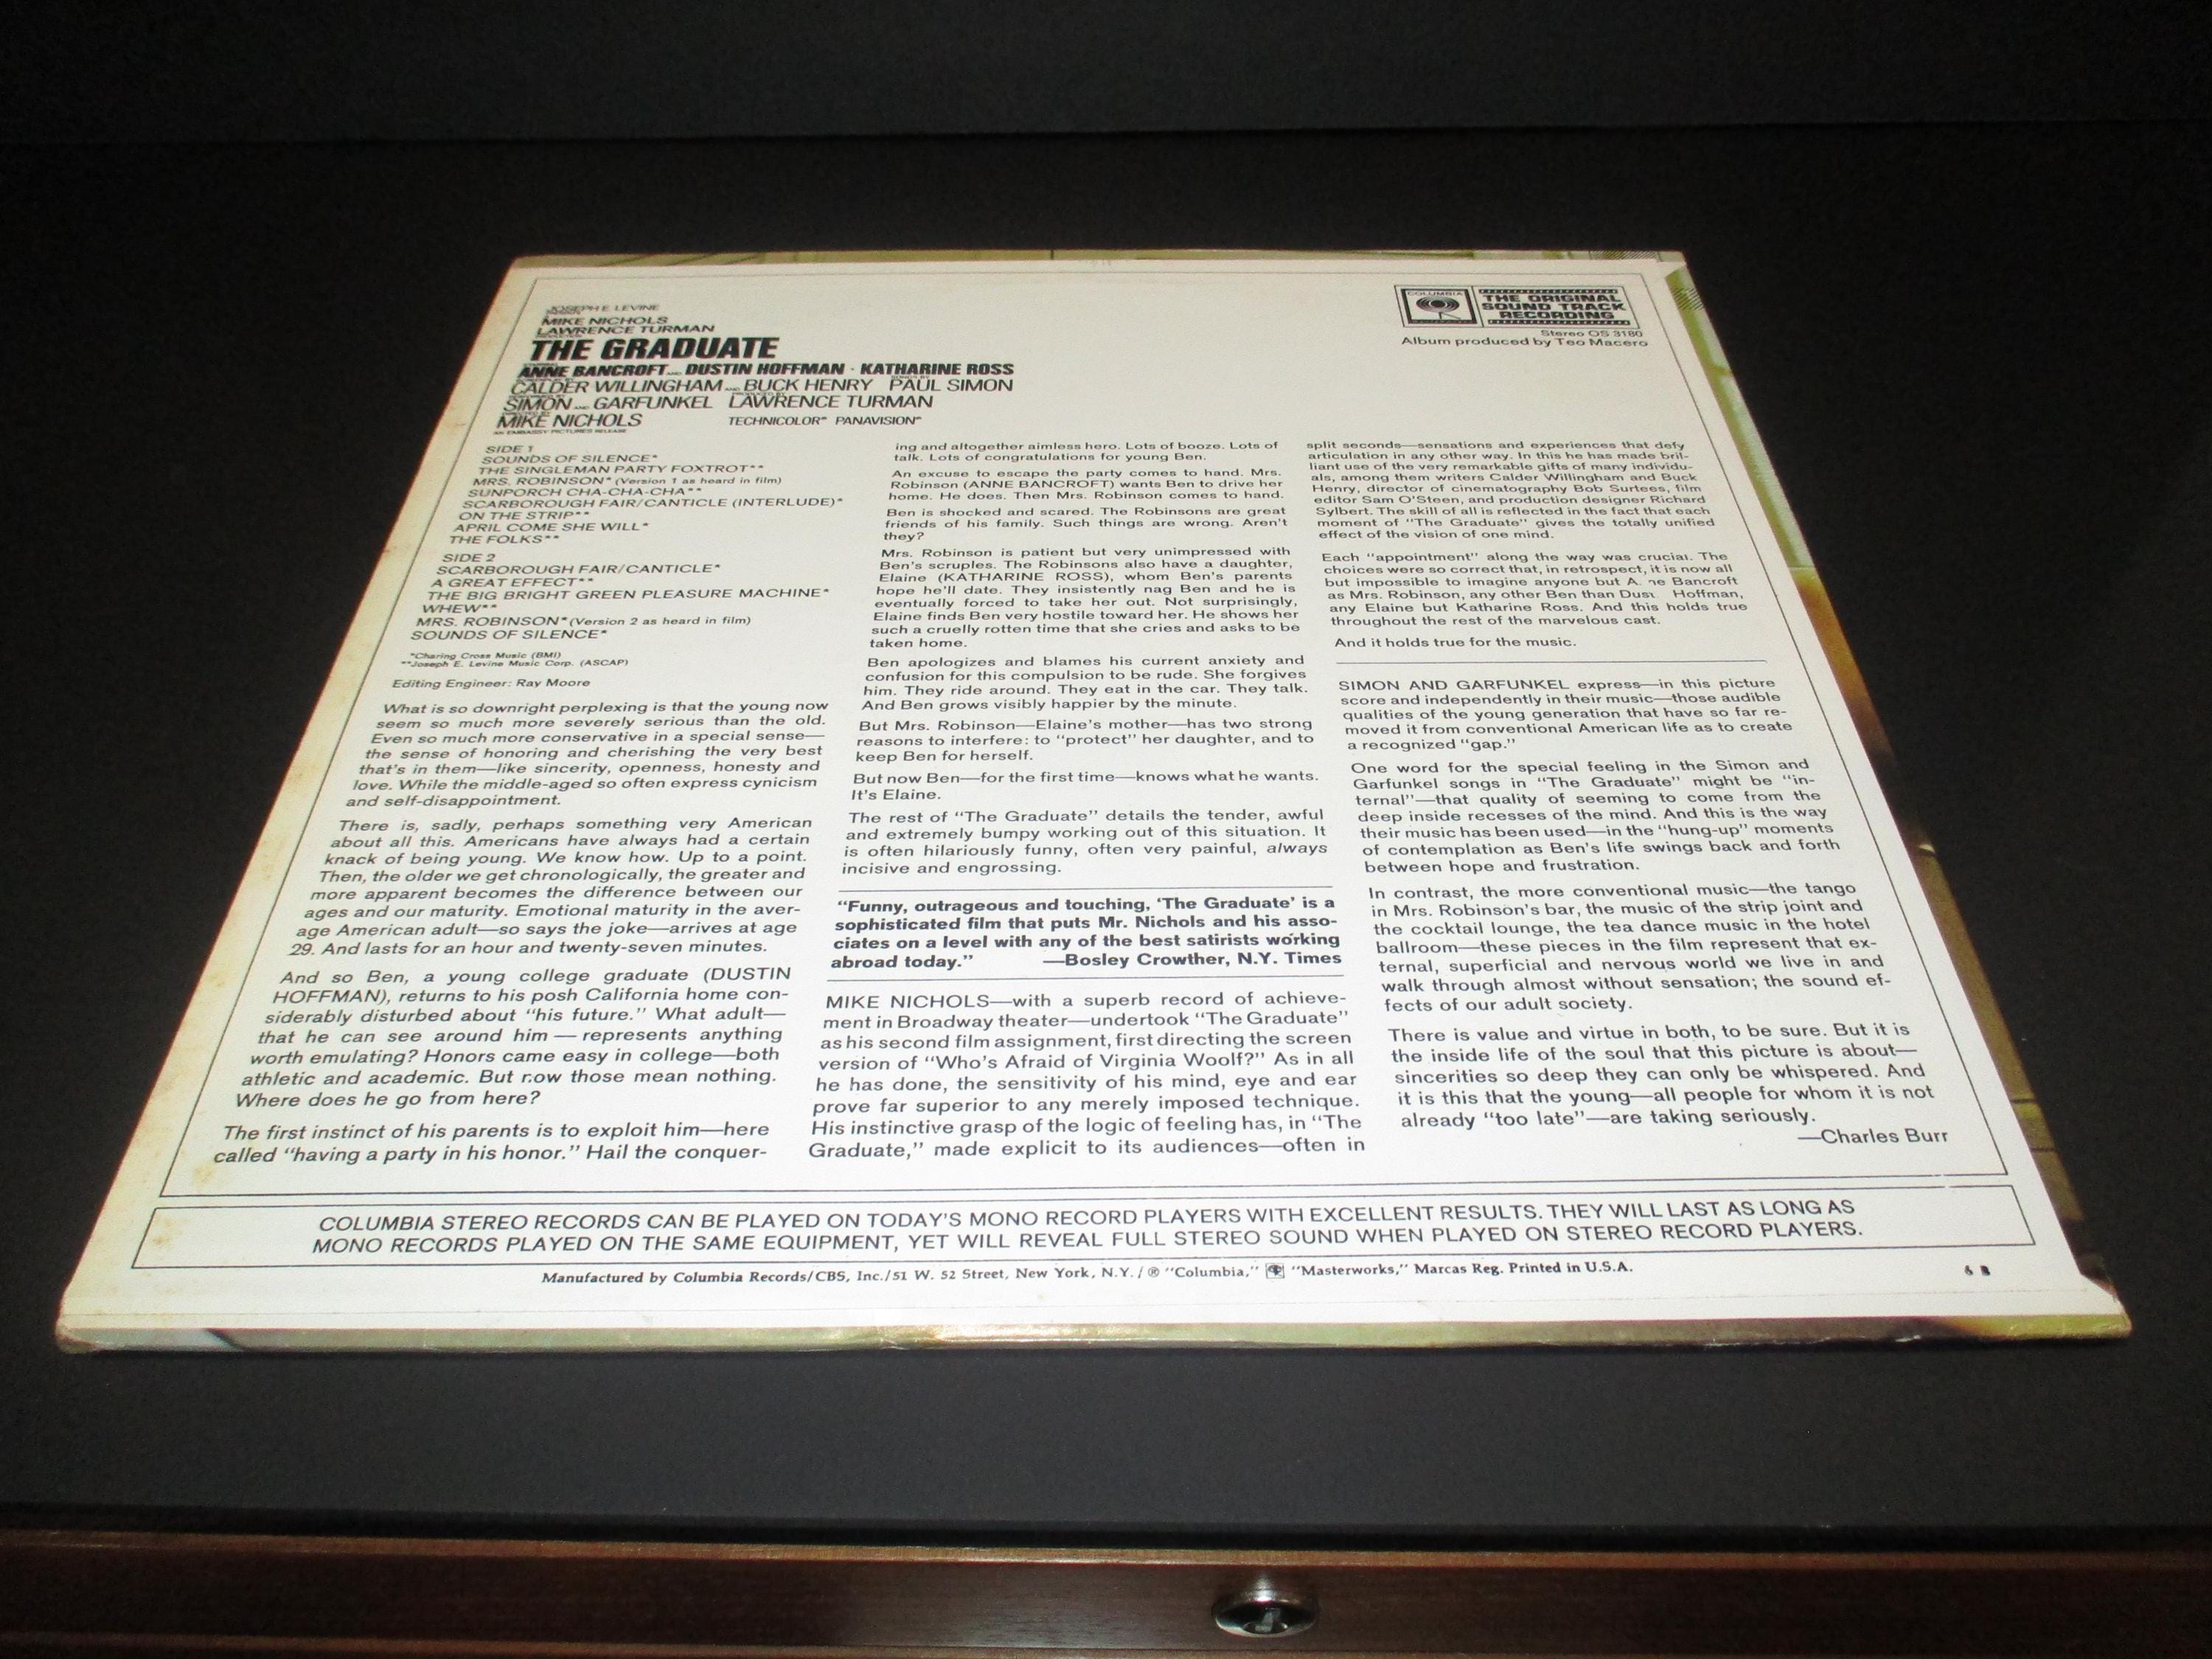 JOSEPH E. LEVINE
MIKE NICHOLS
LAWRENCE TURMAN
THE GRADUATE
ANNE BANCROFT AND DUSTIN HOFFMAN · KATHARINE ROSS
CALDER WILLINGHAM AND BUCK HENRY PAUL SIMON
SIMON AND GARFUNKEL LAWRENCE TURMAN
MIKE NICHOLS TECHNICOLOR® PANAVISION®
AN EMBASSY PICTURES RELEASE
COLUMBIA
THE ORIGINAL
SOUND TRACK
RECORDING
Stereo OS 3180
Album produced by Teo Macero
SIDE 1
SOUNDS OF SILENCE*
THE SINGLEMAN PARTY FOXTROT**
MRS. ROBINSON* (Version 1 as heard in film)
SUNPORCH CHA-CHA-CHA**
SCARBOROUGH FAIR/CANTICLE (INTERLUDE)*
ON THE STRIP**
APRIL COME SHE WILL*
THE FOLKS**
SIDE 2
SCARBOROUGH FAIR/CANTICLE*
A GREAT EFFECT**
THE BIG BRIGHT GREEN PLEASURE MACHINE*
WHEW**
MRS. ROBINSON* (Version 2 as heard in film)
SOUNDS OF SILENCE*
*Charing Cross Music (BMI)
**Joseph E. Levine Music Corp. (ASCAP)
Editing Engineer: Ray Moore
What is so downright perplexing is that the young now
seem so much more severely serious than the old.
Even so much more conservative in a special sense—
the sense of honoring and cherishing the very best
that's in them—like sincerity, openness, honesty and
love. While the middle-aged so often express cynicism
and self-disappointment.
There is, sadly, perhaps something very American
about all this. Americans have always had a certain
knack of being young. We know how. Up to a point.
Then, the older we get chronologically, the greater and
more apparent becomes the difference between our
ages and our maturity. Emotional maturity in the aver-
age American adult—so says the joke—arrives at age
29. And lasts for an hour and twenty-seven minutes.
And so Ben, a young college graduate (DUSTIN
HOFFMAN), returns to his posh California home con-
siderably disturbed about "his future." What adult—
that he can see around him — represents anything
worth emulating? Honors came easy in college—both
athletic and academic. But now those mean nothing.
Where does he go from here?
The first instinct of his parents is to exploit him—here
called "having a party in his honor." Hail the conquer-
ing and altogether aimless hero. Lots of booze. Lots of
talk. Lots of congratulations for young Ben.
An excuse to escape the party comes to hand. Mrs.
Robinson (ANNE BANCROFT) wants Ben to drive her
home. He does. Then Mrs. Robinson comes to hand.
Ben is shocked and scared. The Robinsons are great
friends of his family. Such things are wrong. Aren't
they?
Mrs. Robinson is patient but very unimpressed with
Ben's scruples. The Robinsons also have a daughter,
Elaine (KATHARINE ROSS), whom Ben's parents
hope he'll date. They insistently nag Ben and he is
eventually forced to take her out. Not surprisingly,
Elaine finds Ben very hostile toward her. He shows her
such a cruelly rotten time that she cries and asks to be
taken home.
Ben apologizes and blames his current anxiety and
confusion for this compulsion to be rude. She forgives
him. They ride around. They eat in the car. They talk.
And Ben grows visibly happier by the minute.
But Mrs. Robinson—Elaine's mother—has two strong
reasons to interfere: to "protect" her daughter, and to
keep Ben for herself.
But now Ben—for the first time—knows what he wants.
It's Elaine.
The rest of "The Graduate" details the tender, awful
and extremely bumpy working out of this situation. It
is often hilariously funny, often very painful, always
incisive and engrossing.
"Funny, outrageous and touching, 'The Graduate' is a
sophisticated film that puts Mr. Nichols and his asso-
ciates on a level with any of the best satirists working
abroad today." —Bosley Crowther, N.Y. Times
MIKE NICHOLS—with a superb record of achieve-
ment in Broadway theater—undertook "The Graduate"
as his second film assignment, first directing the screen
version of "Who's Afraid of Virginia Woolf?" As in all
he has done, the sensitivity of his mind, eye and ear
prove far superior to any merely imposed technique.
His instinctive grasp of the logic of feeling has, in "The
Graduate," made explicit to its audiences—often in
split seconds—sensations and experiences that defy
articulation in any other way. In this he has made bril-
liant use of the very remarkable gifts of many individu-
als, among them writers Calder Willingham and Buck
Henry, director of cinematography Bob Surtees, film
editor Sam O'Steen, and production designer Richard
Sylbert. The skill of all is reflected in the fact that each
moment of "The Graduate" gives the totally unified
effect of the vision of one mind.
Each "appointment" along the way was crucial. The
choices were so correct that, in retrospect, it is now all
but impossible to imagine anyone but A ne Bancroft
as Mrs. Robinson, any other Ben than Dust Hoffman,
any Elaine but Katharine Ross. And this holds true
throughout the rest of the marvelous cast.
And it holds true for the music.
SIMON AND GARFUNKEL express—in this picture
score and independently in their music—those audible
qualities of the young generation that have so far re-
moved it from conventional American life as to create
a recognized "gap."
One word for the special feeling in the Simon and
Garfunkel songs in "The Graduate" might be "in-
ternal"—that quality of seeming to come from the
deep inside recesses of the mind. And this is the way
their music has been used—in the "hung-up" moments
of contemplation as Ben's life swings back and forth
between hope and frustration.
In contrast, the more conventional music—the tango
in Mrs. Robinson's bar, the music of the strip joint and
the cocktail lounge, the tea dance music in the hotel
ballroom—these pieces in the film represent that ex-
ternal, superficial and nervous world we live in and
walk through almost without sensation; the sound ef-
fects of our adult society.
There is value and virtue in both, to be sure. But it is
the inside life of the soul that this picture is about—
sincerities so deep they can only be whispered. And
it is this that the young—all people for whom it is not
already "too late"—are taking seriously.
—Charles Burr
COLUMBIA STEREO RECORDS CAN BE PLAYED ON TODAY'S MONO RECORD PLAYERS WITH EXCELLENT RESULTS. THEY WILL LAST AS LONG AS
MONO RECORDS PLAYED ON THE SAME EQUIPMENT, YET WILL REVEAL FULL STEREO SOUND WHEN PLAYED ON STEREO RECORD PLAYERS.
Manufactured by Columbia Records/CBS, Inc./51 W. 52 Street, New York, N.Y./ ® "Columbia," "Masterworks," Marcas Reg. Printed in U.S.A.